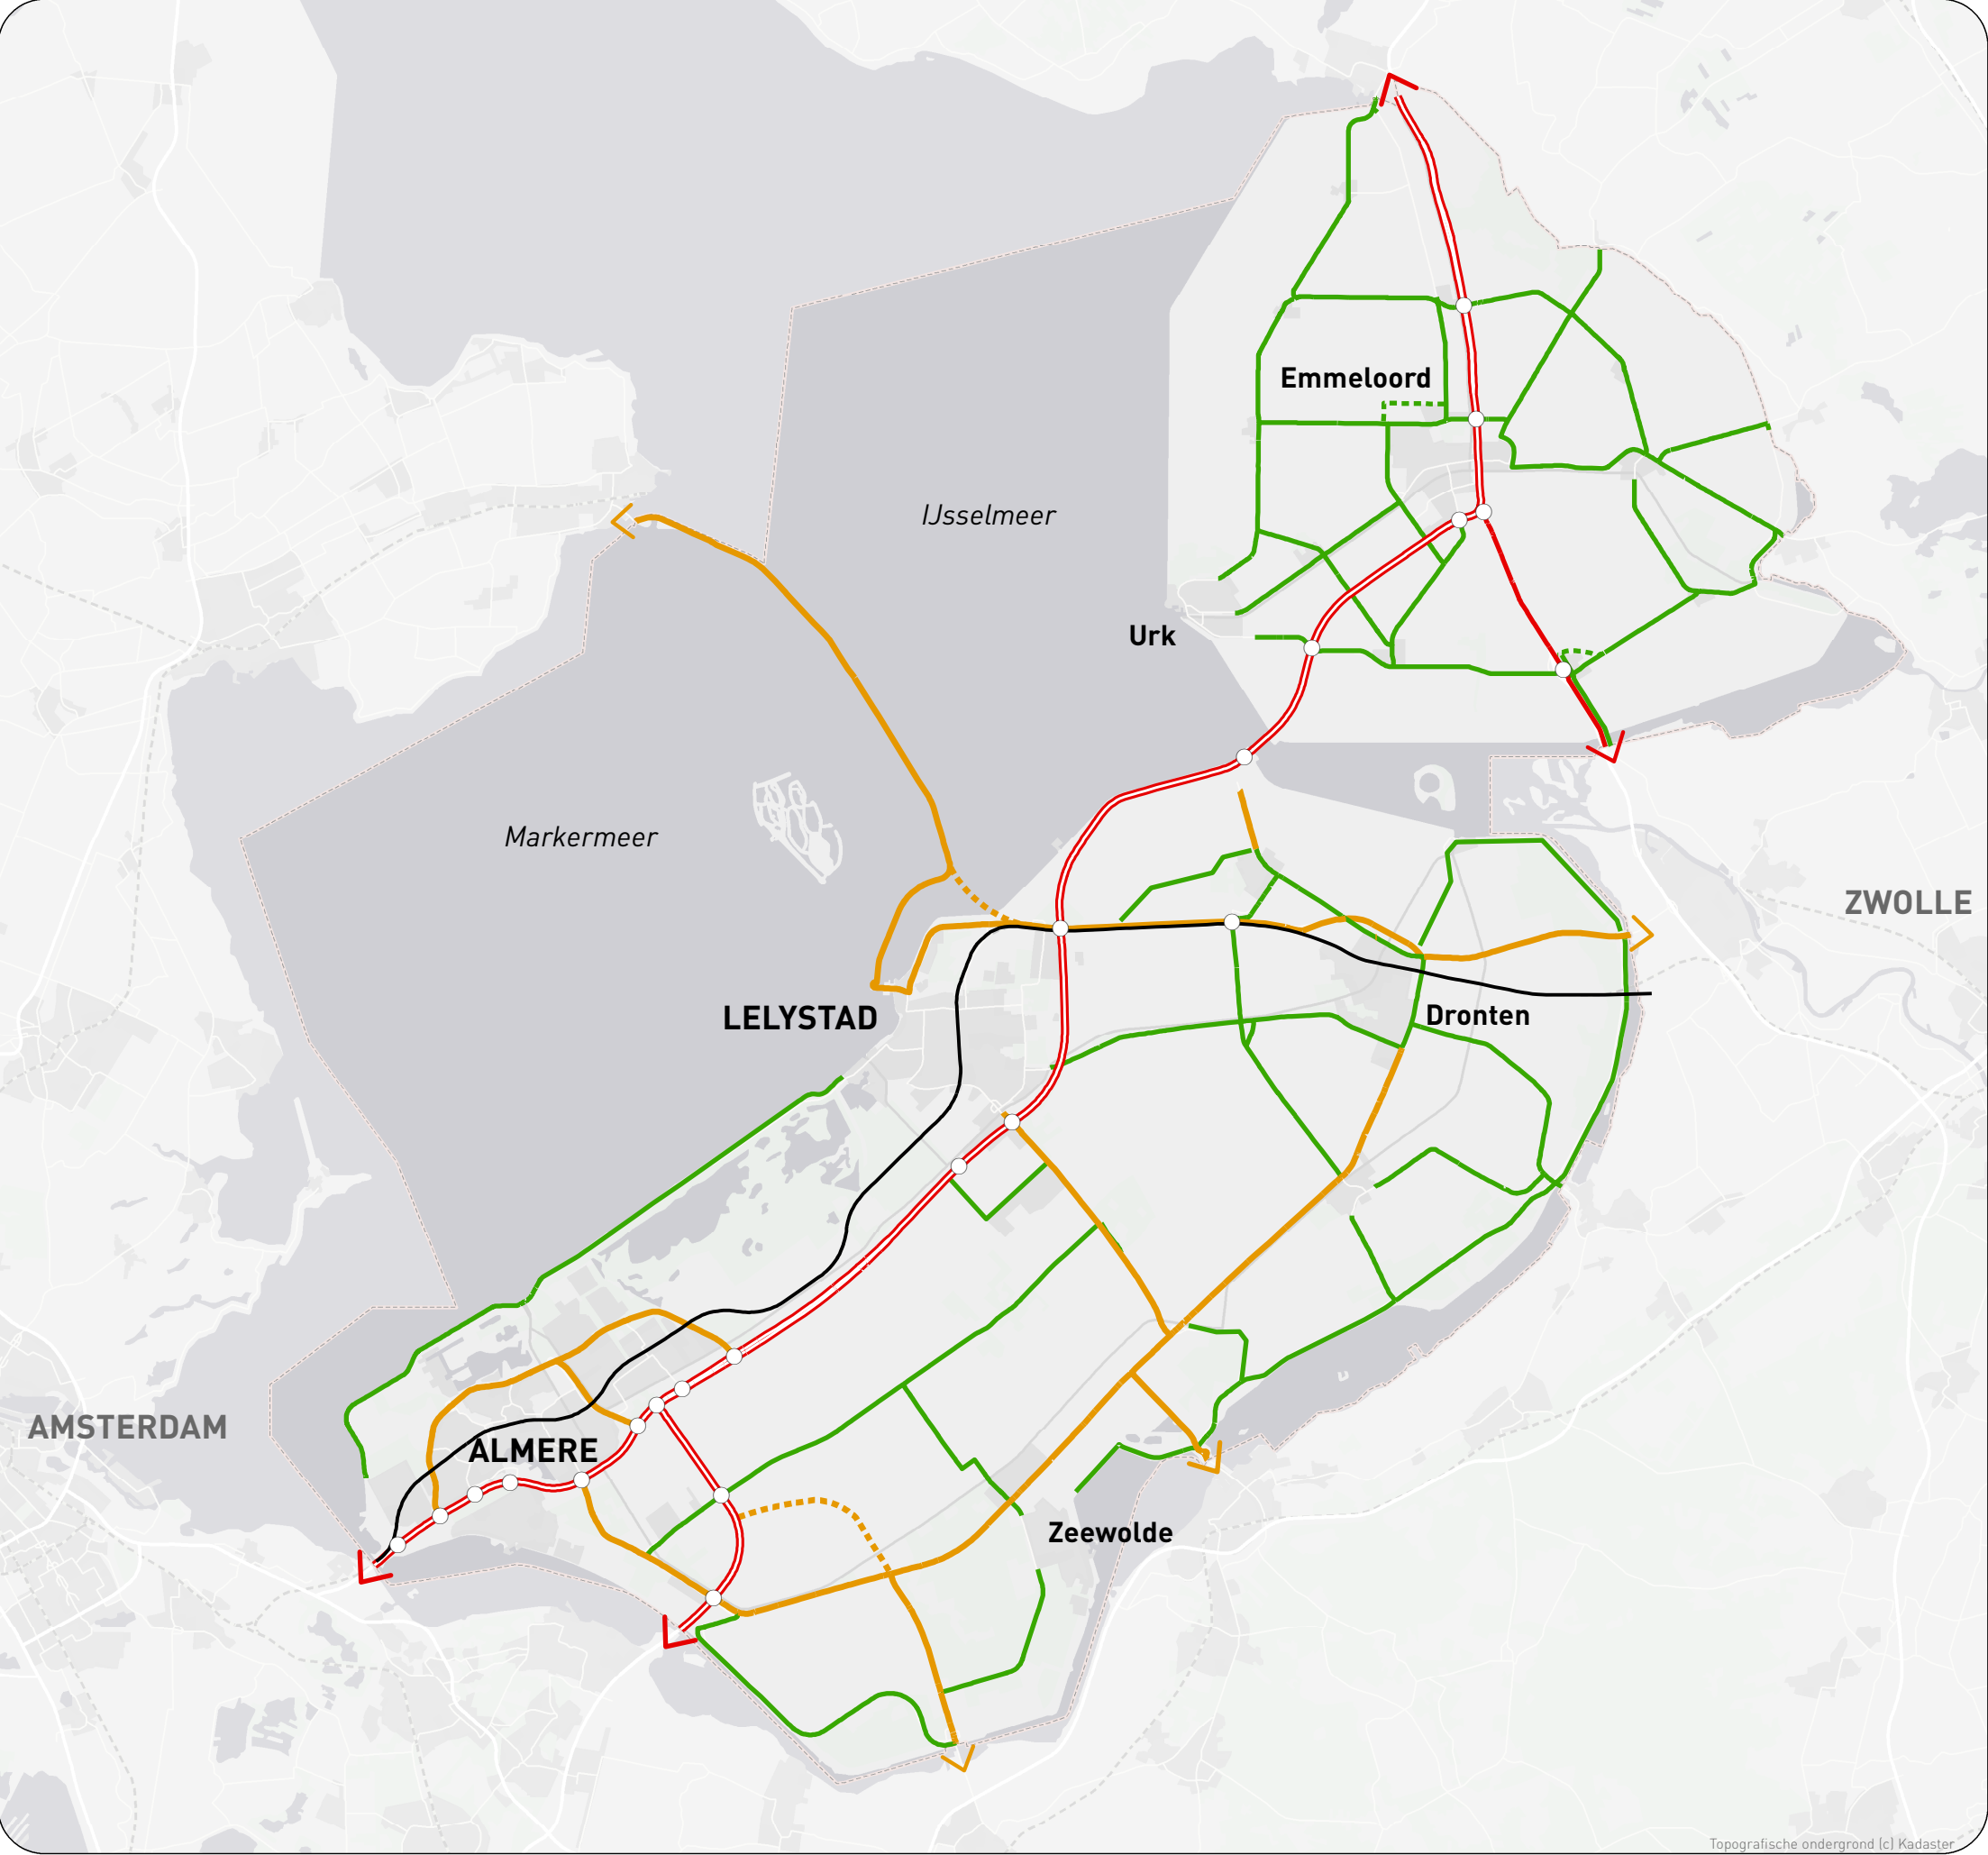 Emmeloord
IJsselmeer
Urk
Markermeer
ZWOLLE
LELYSTAD
Dronten
AMSTERDAM
ALMERE
Zeewolde
Topografische ondergrond (c) Kadaster